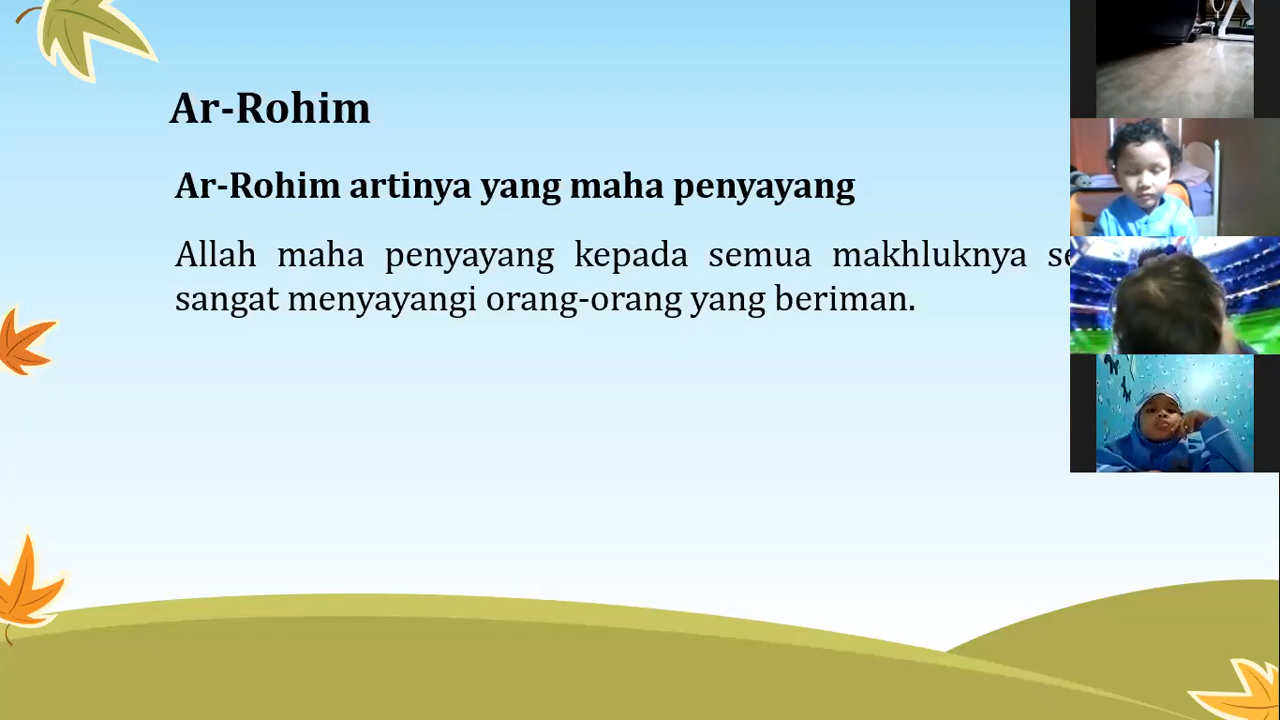 Ar-Rohim
Ar-Rohim artinya yang maha penyayang
Allah maha penyayang kepada semua makhluknya
sangat menyayangi orang-orang yang beriman.